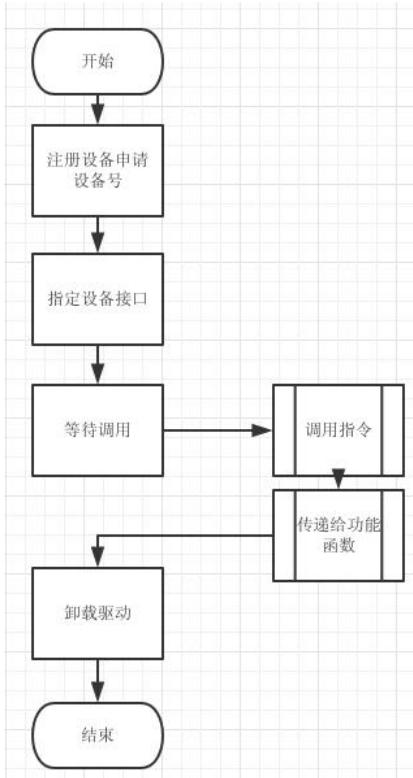 开始
注册设备申请
设备号
指定设备接口
等待调用
调用指令
传递给功能
函数
卸载驱动
结束